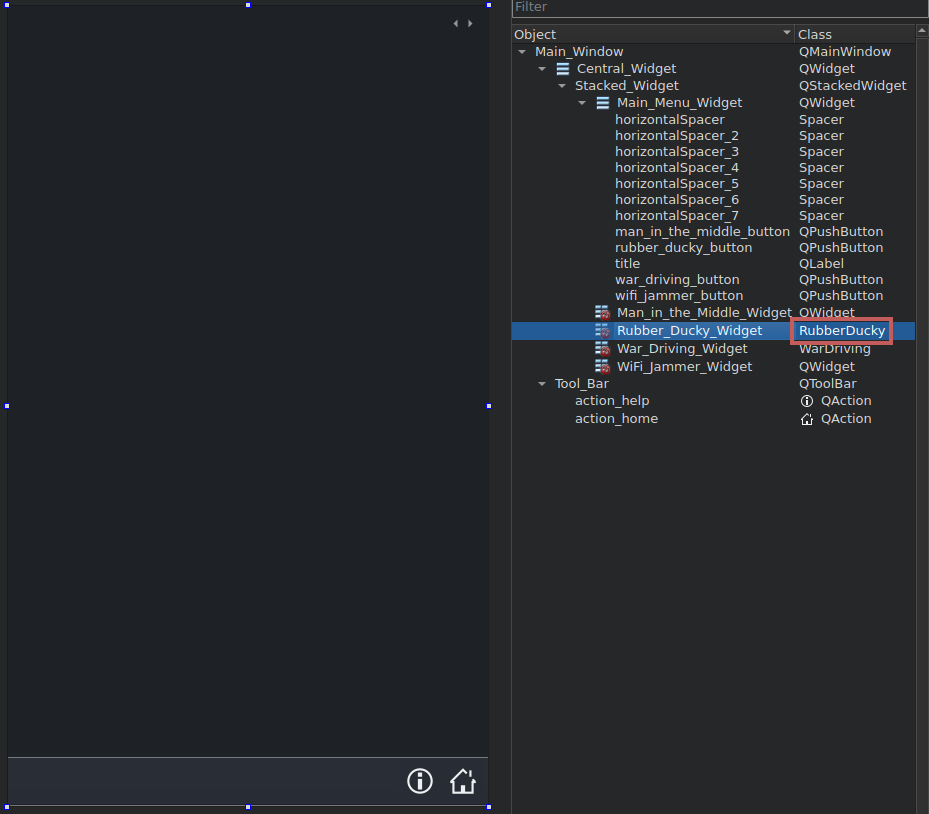 Filter
Object Class
Main_Window QMainWindow
Central_Widget QWidget
Stacked_Widget QStackedWidget
Main_Menu_Widget QWidget
horizontalSpacer Spacer
horizontalSpacer_2 Spacer
horizontalSpacer_3 Spacer
horizontalSpacer_4 Spacer
horizontalSpacer_5 Spacer
horizontalSpacer_6 Spacer
horizontalSpacer_7 Spacer
man_in_the_middle_button QPushButton
rubber_ducky_button QPushButton
title QLabel
war_driving_button QPushButton
wifi_jammer_button QPushButton
Man_in_the_Middle_Widget QWidget
Rubber_Ducky_Widget RubberDucky
War_Driving_Widget WarDriving
WiFi_Jammer_Widget QWidget
Tool_Bar QToolBar
action_help QAction
action_home QAction